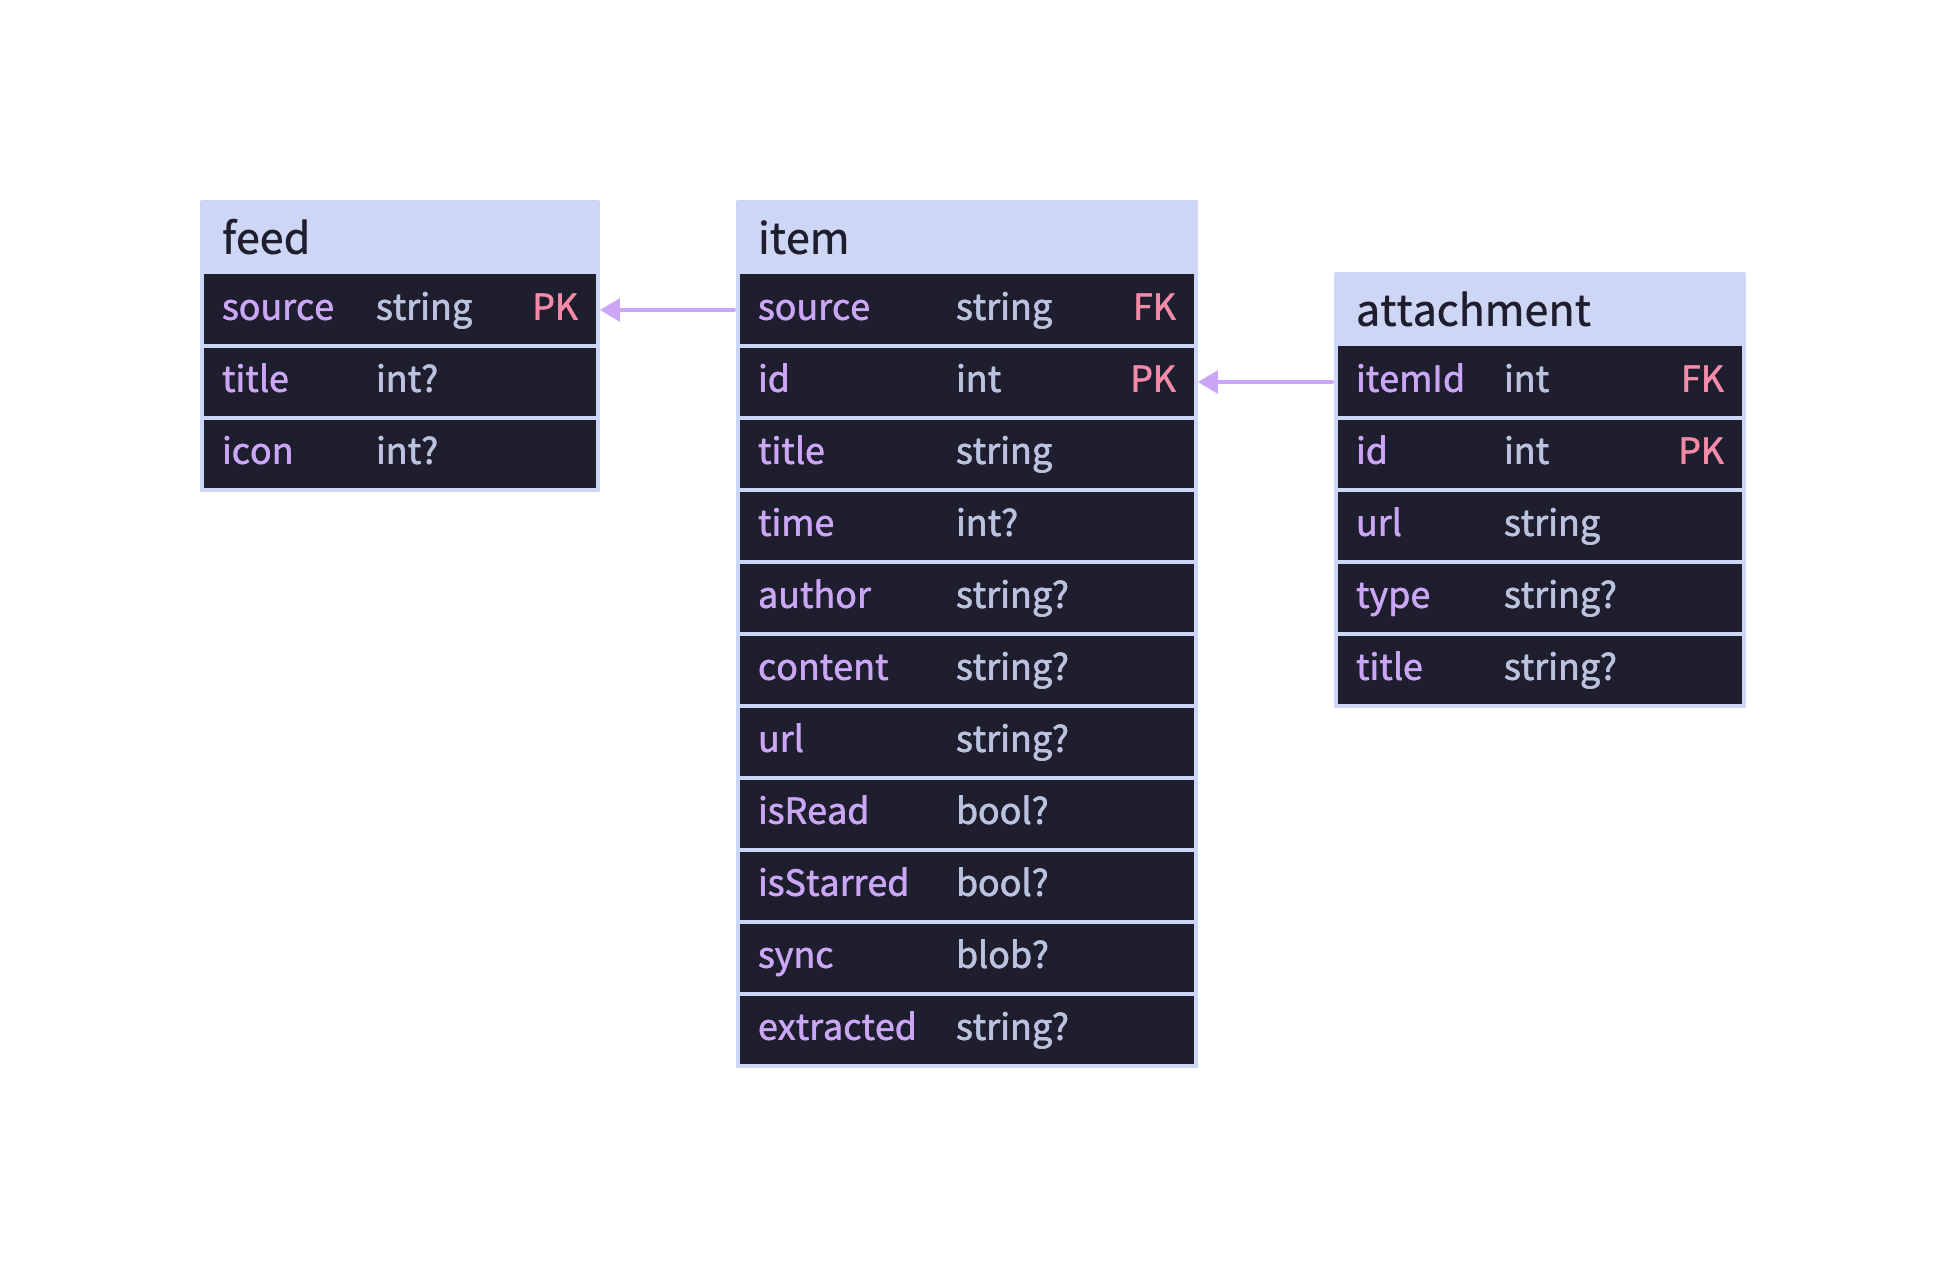 feed
source string PK
title int?
icon int?
item
source string FK
id int PK
title string
time int?
author string?
content string?
url string?
isRead bool?
isStarred bool?
sync blob?
extracted string?
attachment
itemId int FK
id int PK
url string
type string?
title string?